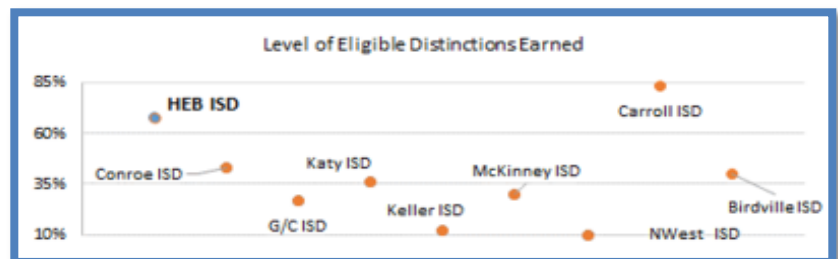 Level of Eligible Distinctions Earned
85%
HEB ISD
Carroll ISD
60%
Katy ISD
McKinney ISD
Conroe ISD
35%
Keller ISD
Birdville ISD
G/C ISD
10%
NWest ISD